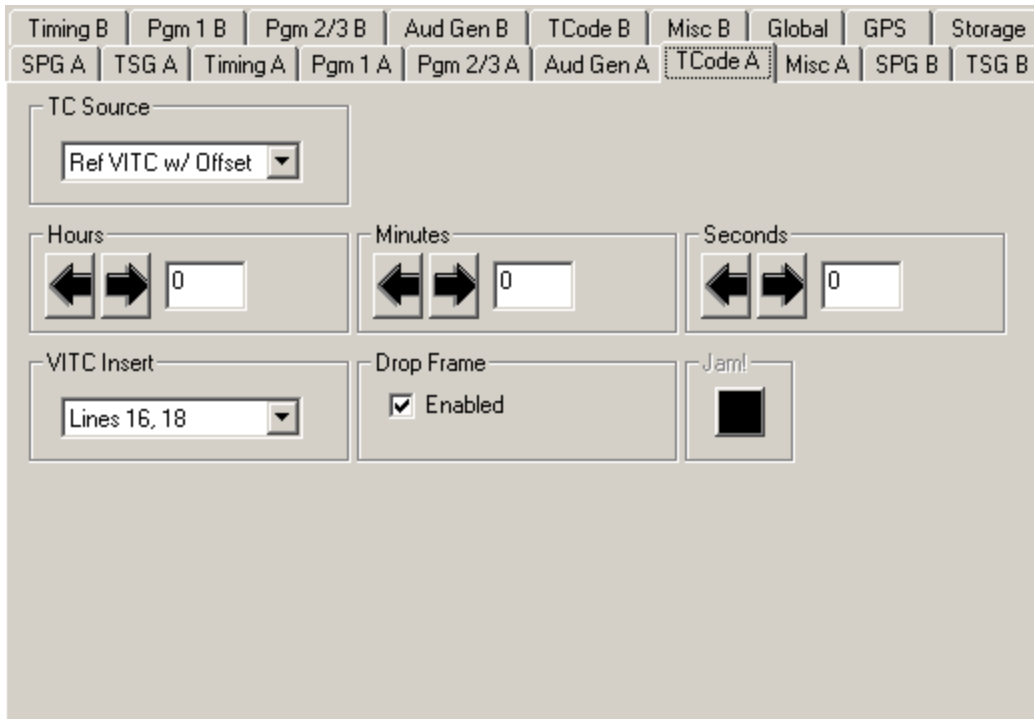 Timing B Pgm 1 B Pgm 2/3 B Aud Gen B TCode B Misc B Global GPS Storage
SPG A TSG A Timing A Pgm 1 A Pgm 2/3 A Aud Gen A TCode A Misc A SPG B TSG B
TC Source
Ref VITC w/ Offset
Hours Minutes Seconds
0 0 0
VITC Insert Drop Frame Jam!
Lines 16, 18 Enabled